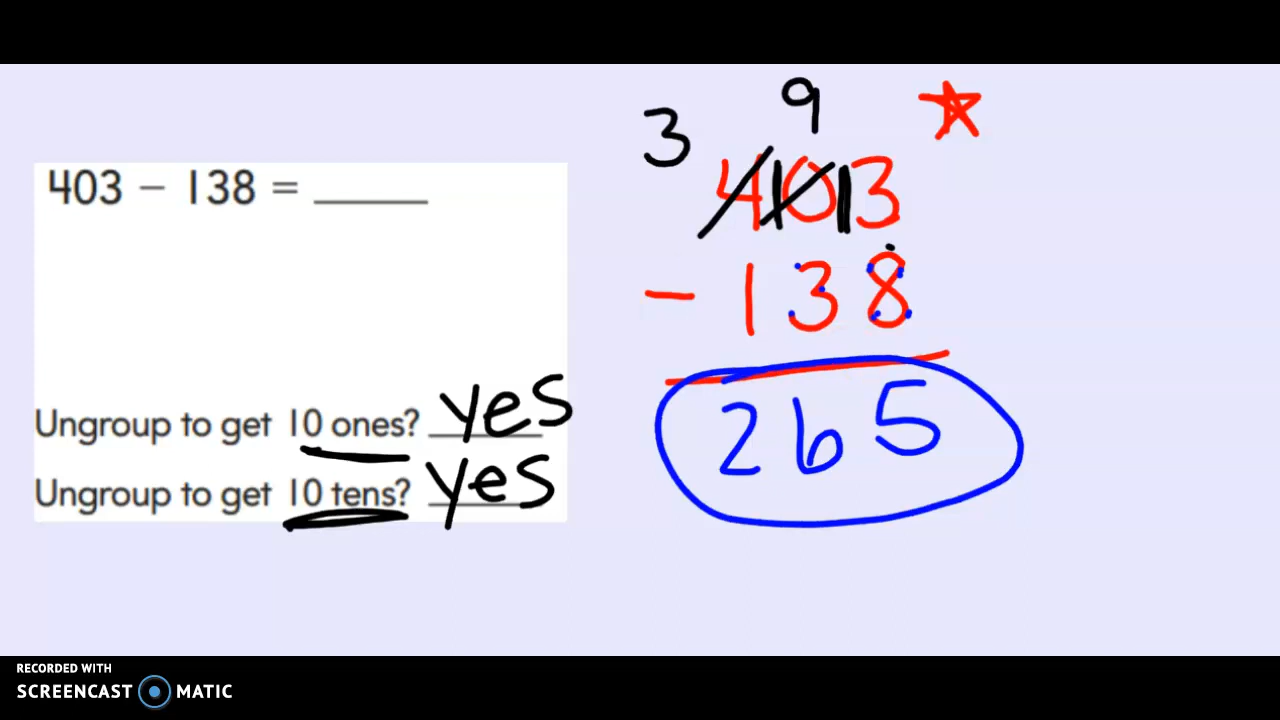 403 − 138 = ______
Ungroup to get 10 ones? yes
Ungroup to get 10 tens? yes
3 9
4 10 13
- 1 3 8
2 6 5
RECORDED WITH
SCREENCAST MATIC